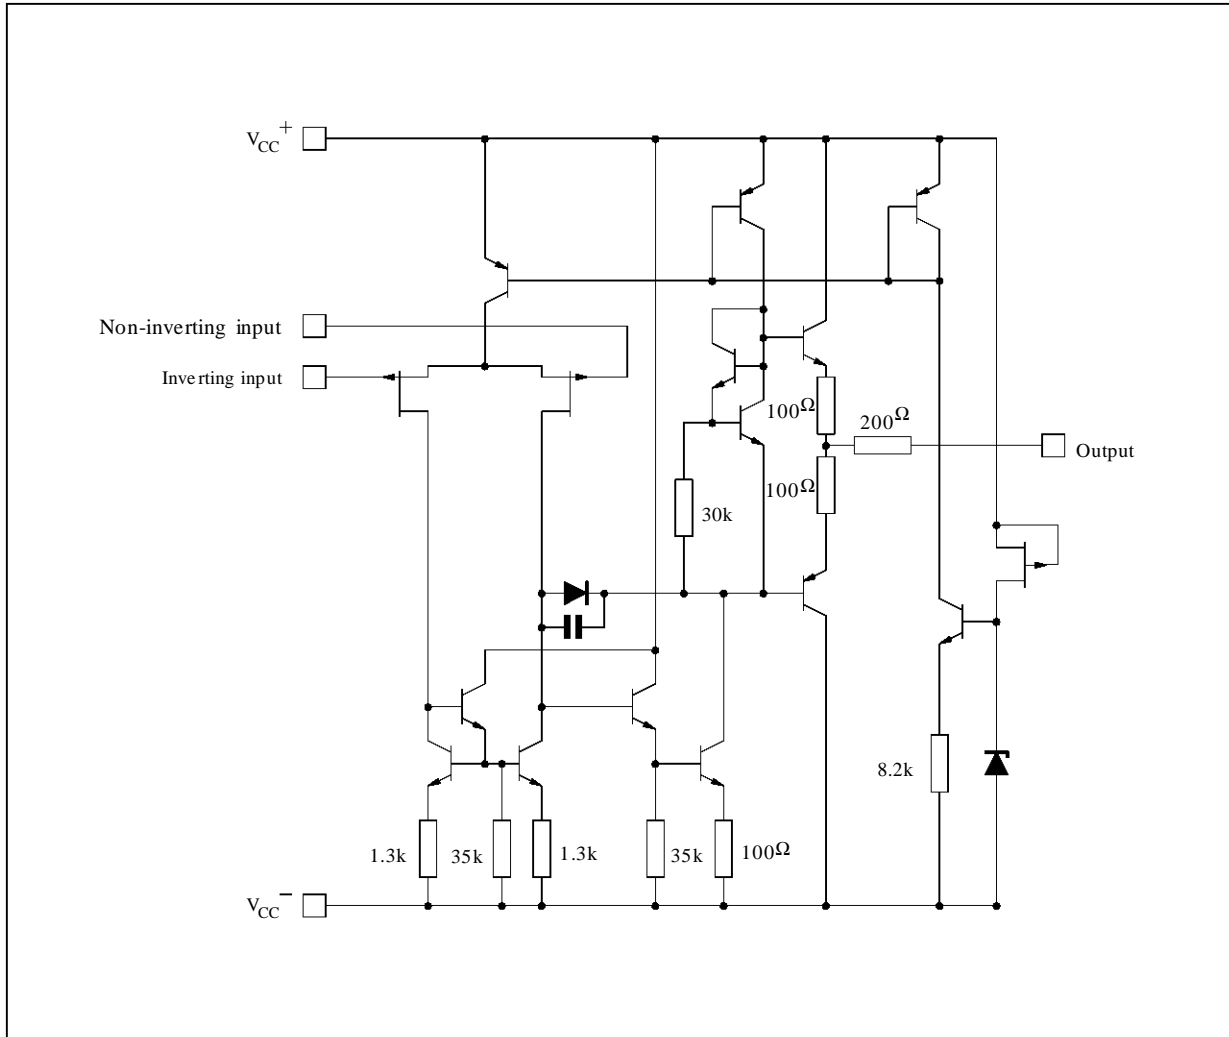 VCC+
Non-inverting input
Inverting input
100Ω
200Ω
Output
100Ω
30k
8.2k
1.3k
35k
1.3k
35k
100Ω
VCC−